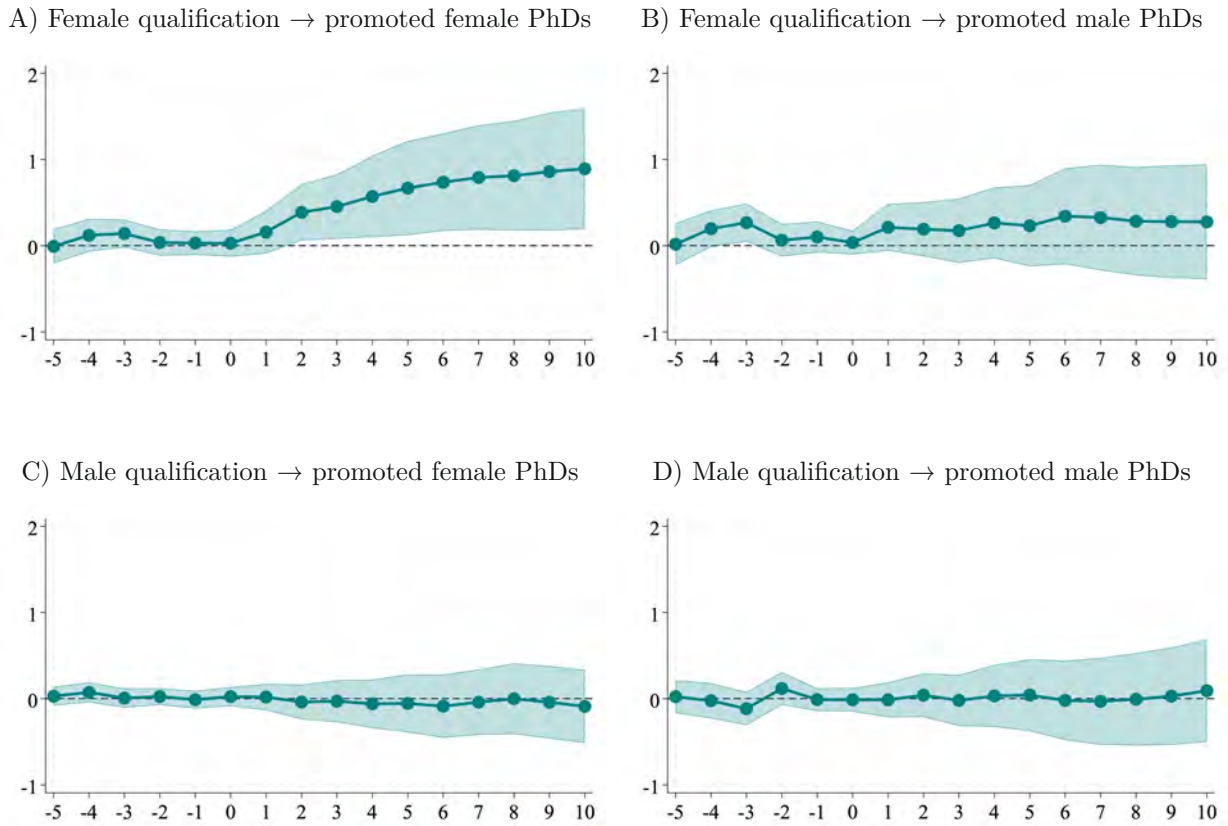 A) Female qualification → promoted female PhDs
2
1
0
-1
-5 -4 -3 -2 -1 0 1 2 3 4 5 6 7 8 9 10
B) Female qualification → promoted male PhDs
2
1
0
-1
-5 -4 -3 -2 -1 0 1 2 3 4 5 6 7 8 9 10
C) Male qualification → promoted female PhDs
2
1
0
-1
-5 -4 -3 -2 -1 0 1 2 3 4 5 6 7 8 9 10
D) Male qualification → promoted male PhDs
2
1
0
-1
-5 -4 -3 -2 -1 0 1 2 3 4 5 6 7 8 9 10